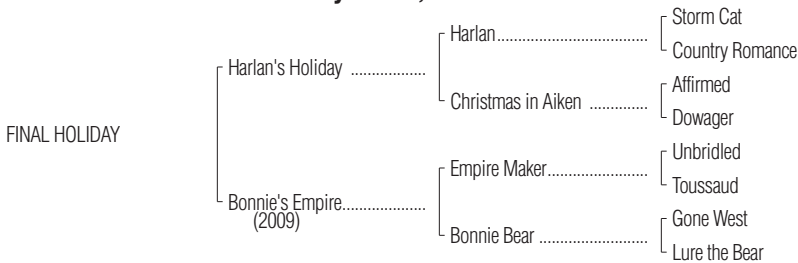 Storm Cat
Harlan
Country Romance
Harlan's Holiday
Affirmed
Christmas in Aiken
Dowager
FINAL HOLIDAY
Unbridled
Empire Maker
Toussaud
Bonnie's Empire
(2009)
Gone West
Bonnie Bear
Lure the Bear